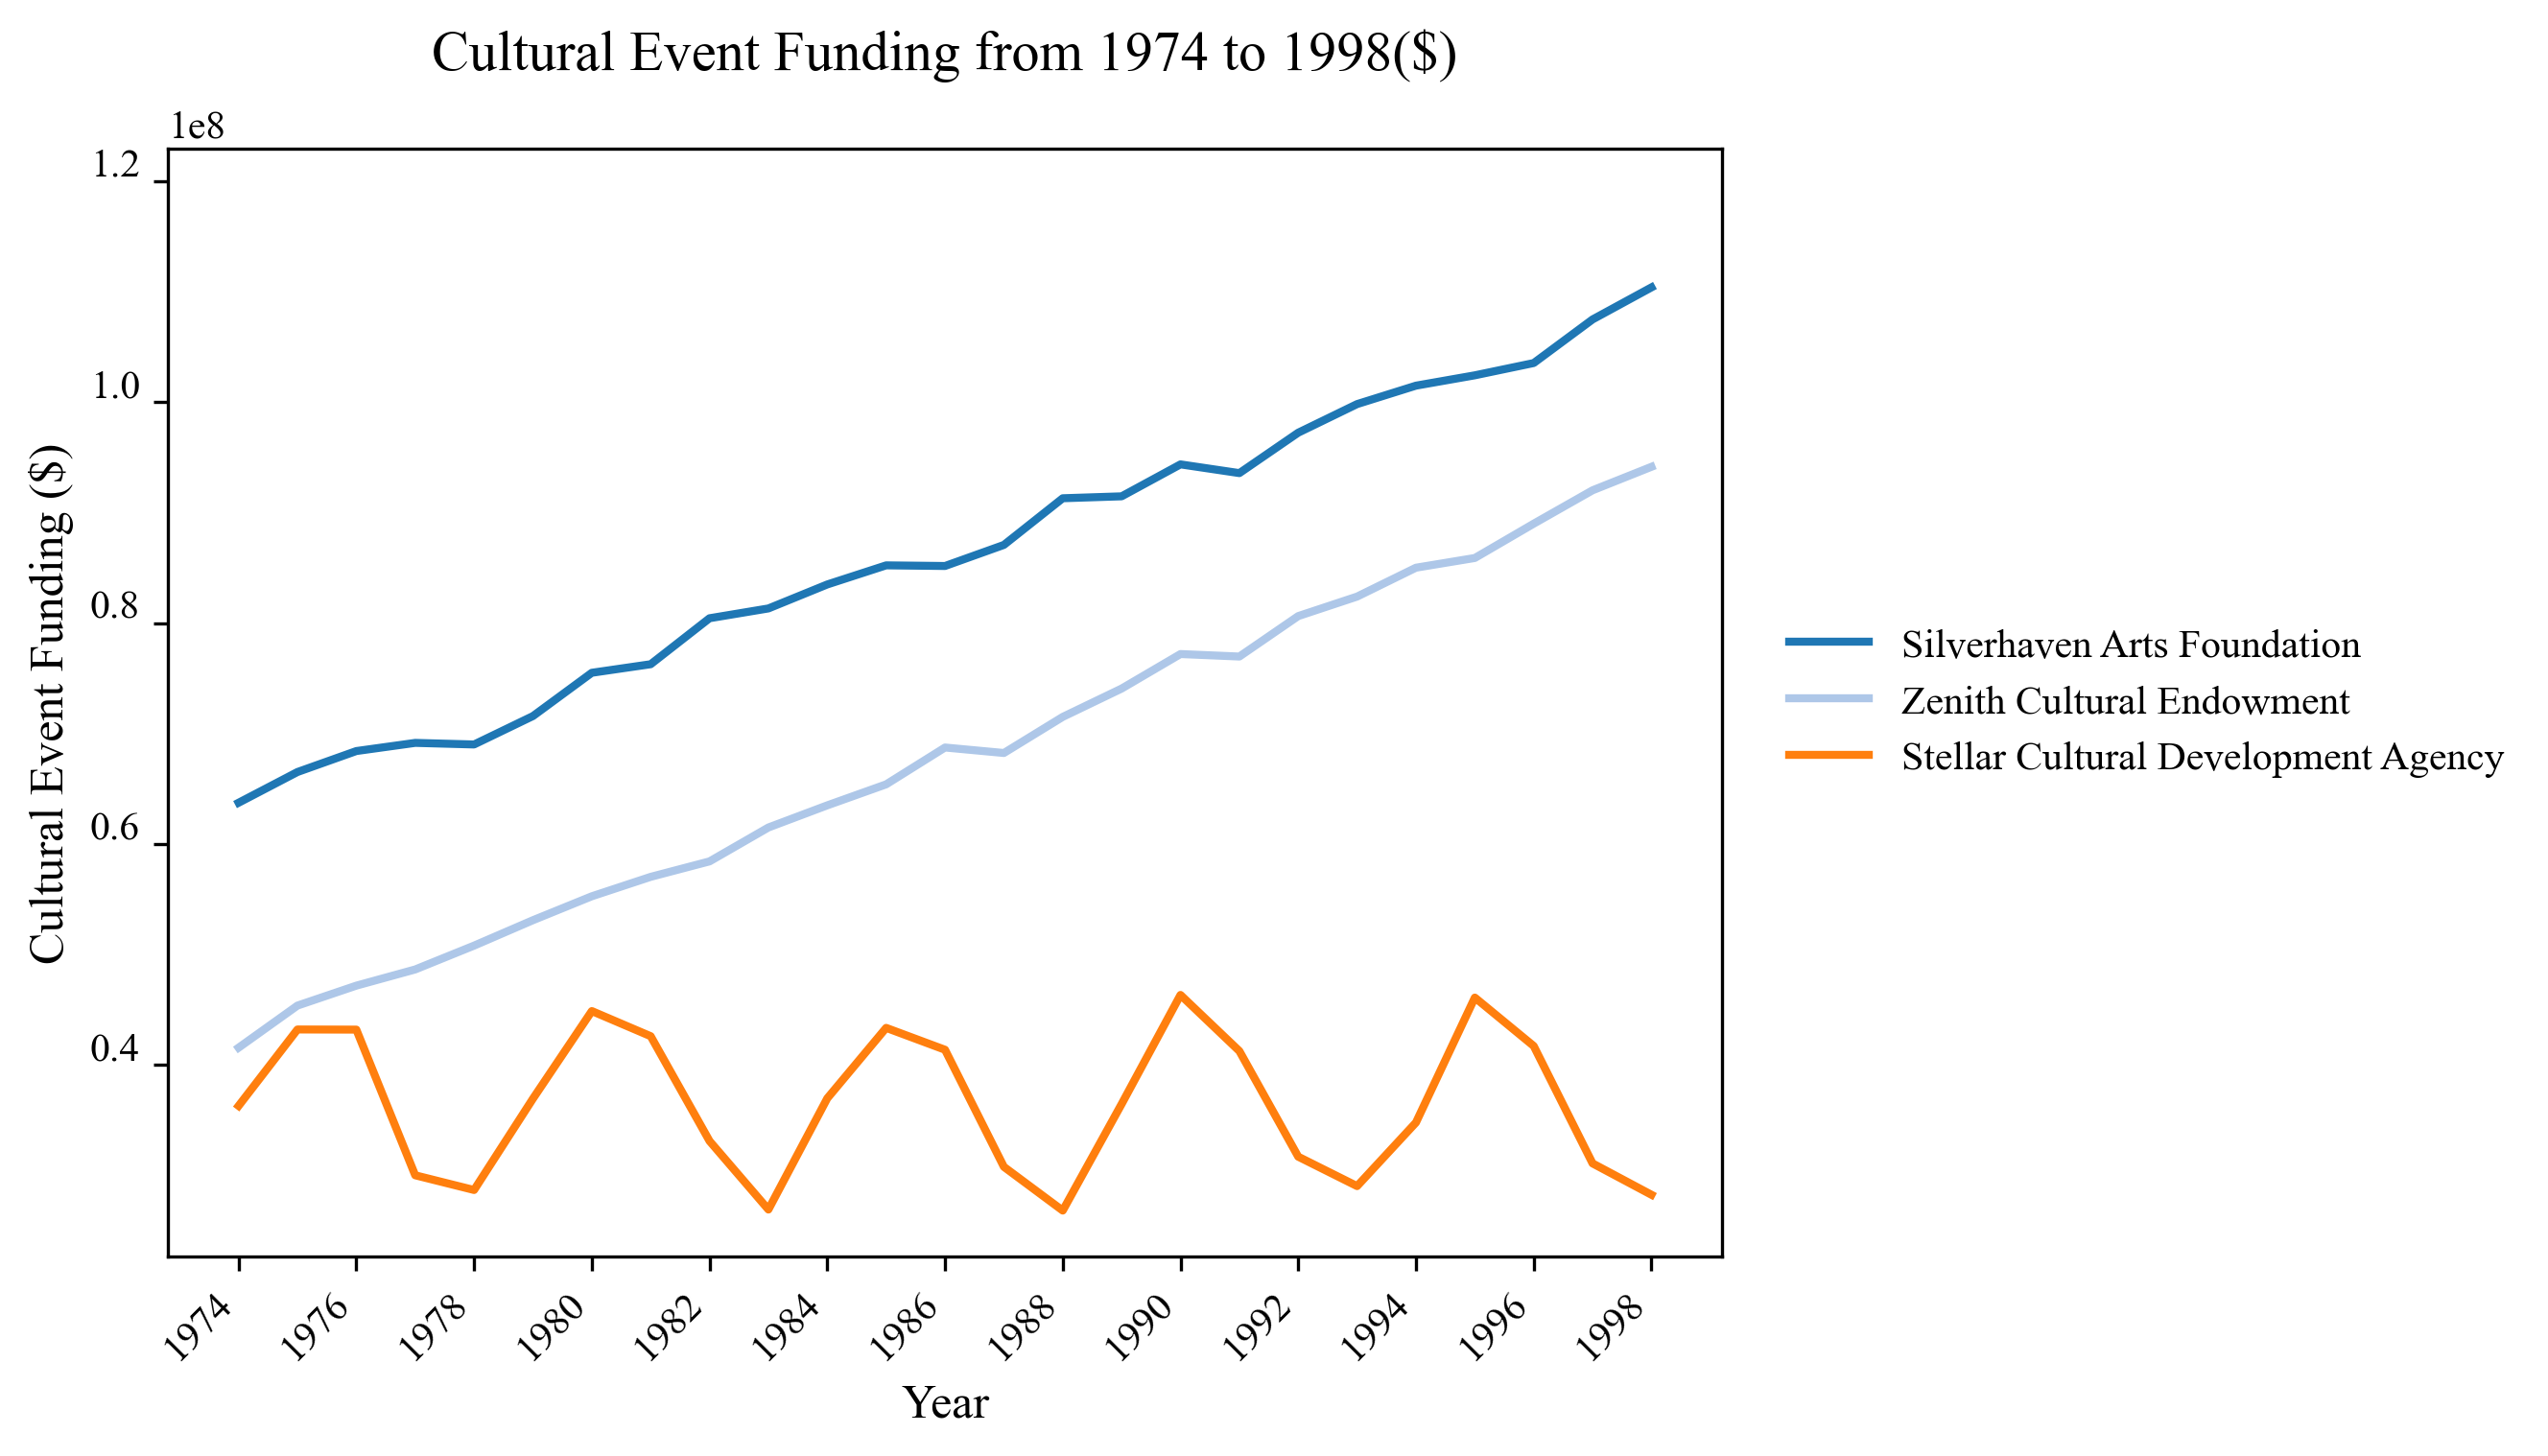 Cultural Event Funding from 1974 to 1998($)
1e8
1.2
1.0
0.8
0.6
0.4
Cultural Event Funding ($)
1974
1976
1978
1980
1982
1984
1986
1988
1990
1992
1994
1996
1998
Year
Silverhaven Arts Foundation
Zenith Cultural Endowment
Stellar Cultural Development Agency